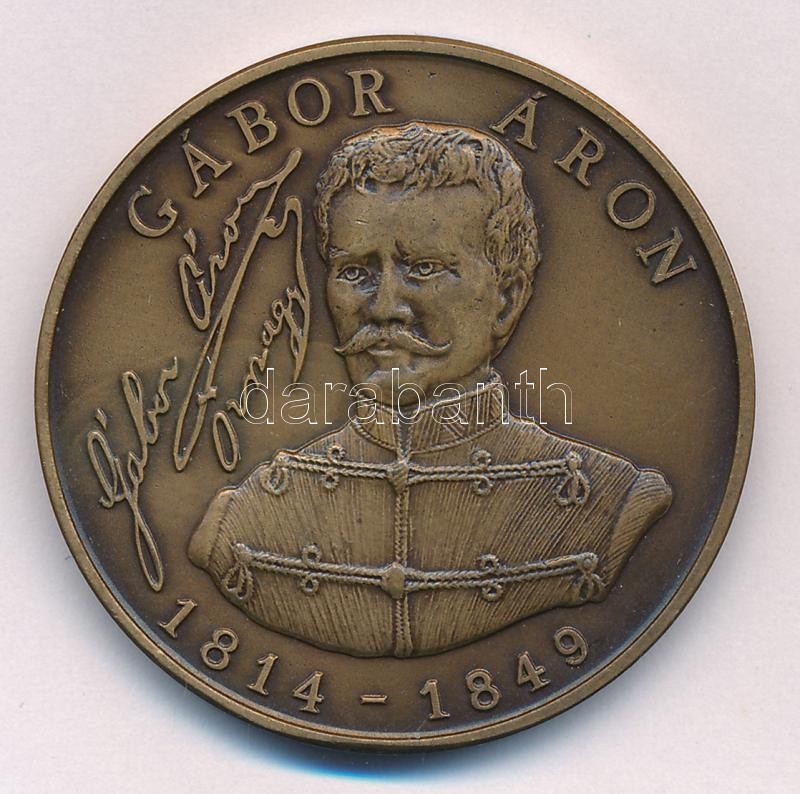 GÁBOR ÁRON
Gábor Áron
Őrnagy
darabanth
1814 - 1849